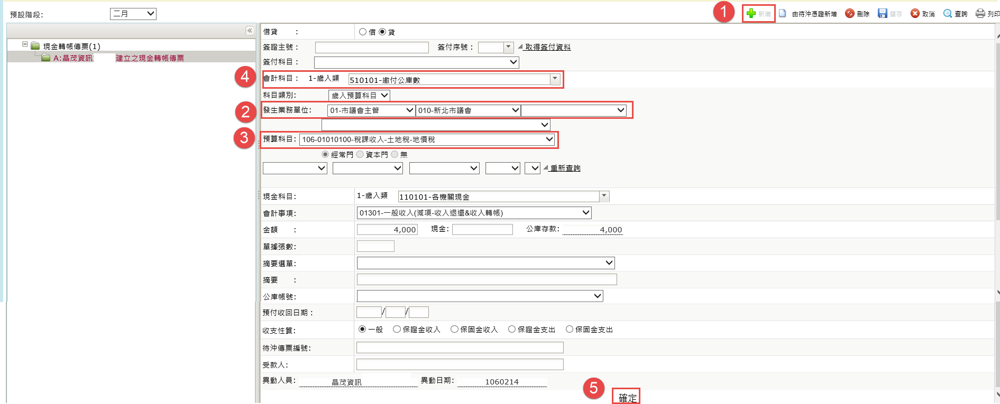 預設階段: 二月 1 新增 由待沖憑證新增 刪除 儲存 取消 查詢 列印
現金轉帳傳票(1)
A:晶茂資訊 建立之現金轉帳傳票
借貸 : 借 貸
簽證主號: 簽付序號: 取得簽付資料
簽付科目:
4 會計科目: 1-歲入類 510101-繳付公庫數
科目類別: 歲入預算科目
2 發生業務單位: 01-市議會主管 010-新北市議會
3 預算科目: 106-01010100-稅課收入-土地稅-地價稅
經常門 資本門 無
重新查詢
現金科目: 1-歲入類 110101-各機關現金
會計事項: 01301-一般收入(減項-收入退還&收入轉帳)
金額 : 4,000 現金: 公庫存款: 4,000
單據張數:
摘要選單:
摘要 :
公庫帳號:
預付收回日期: / /
收支性質: 一般 保證金收入 保固金收入 保證金支出 保固金支出
待沖傳票編號:
受款人:
異動人員: 晶茂資訊 異動日期: 1060214
5 確定